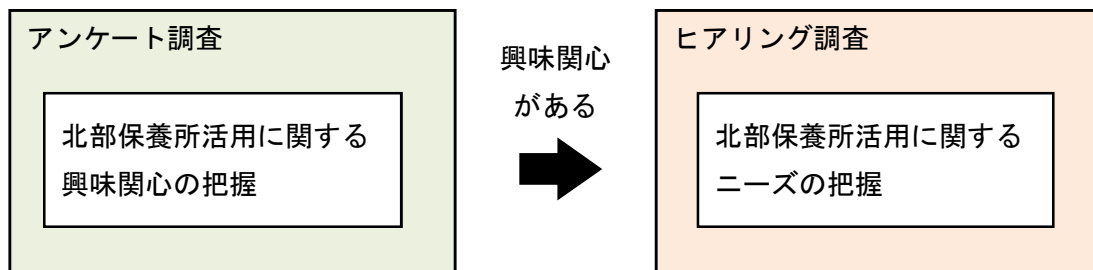 アンケート調査
北部保養所活用に関する
興味関心の把握
興味関心
がある
ヒアリング調査
北部保養所活用に関する
ニーズの把握